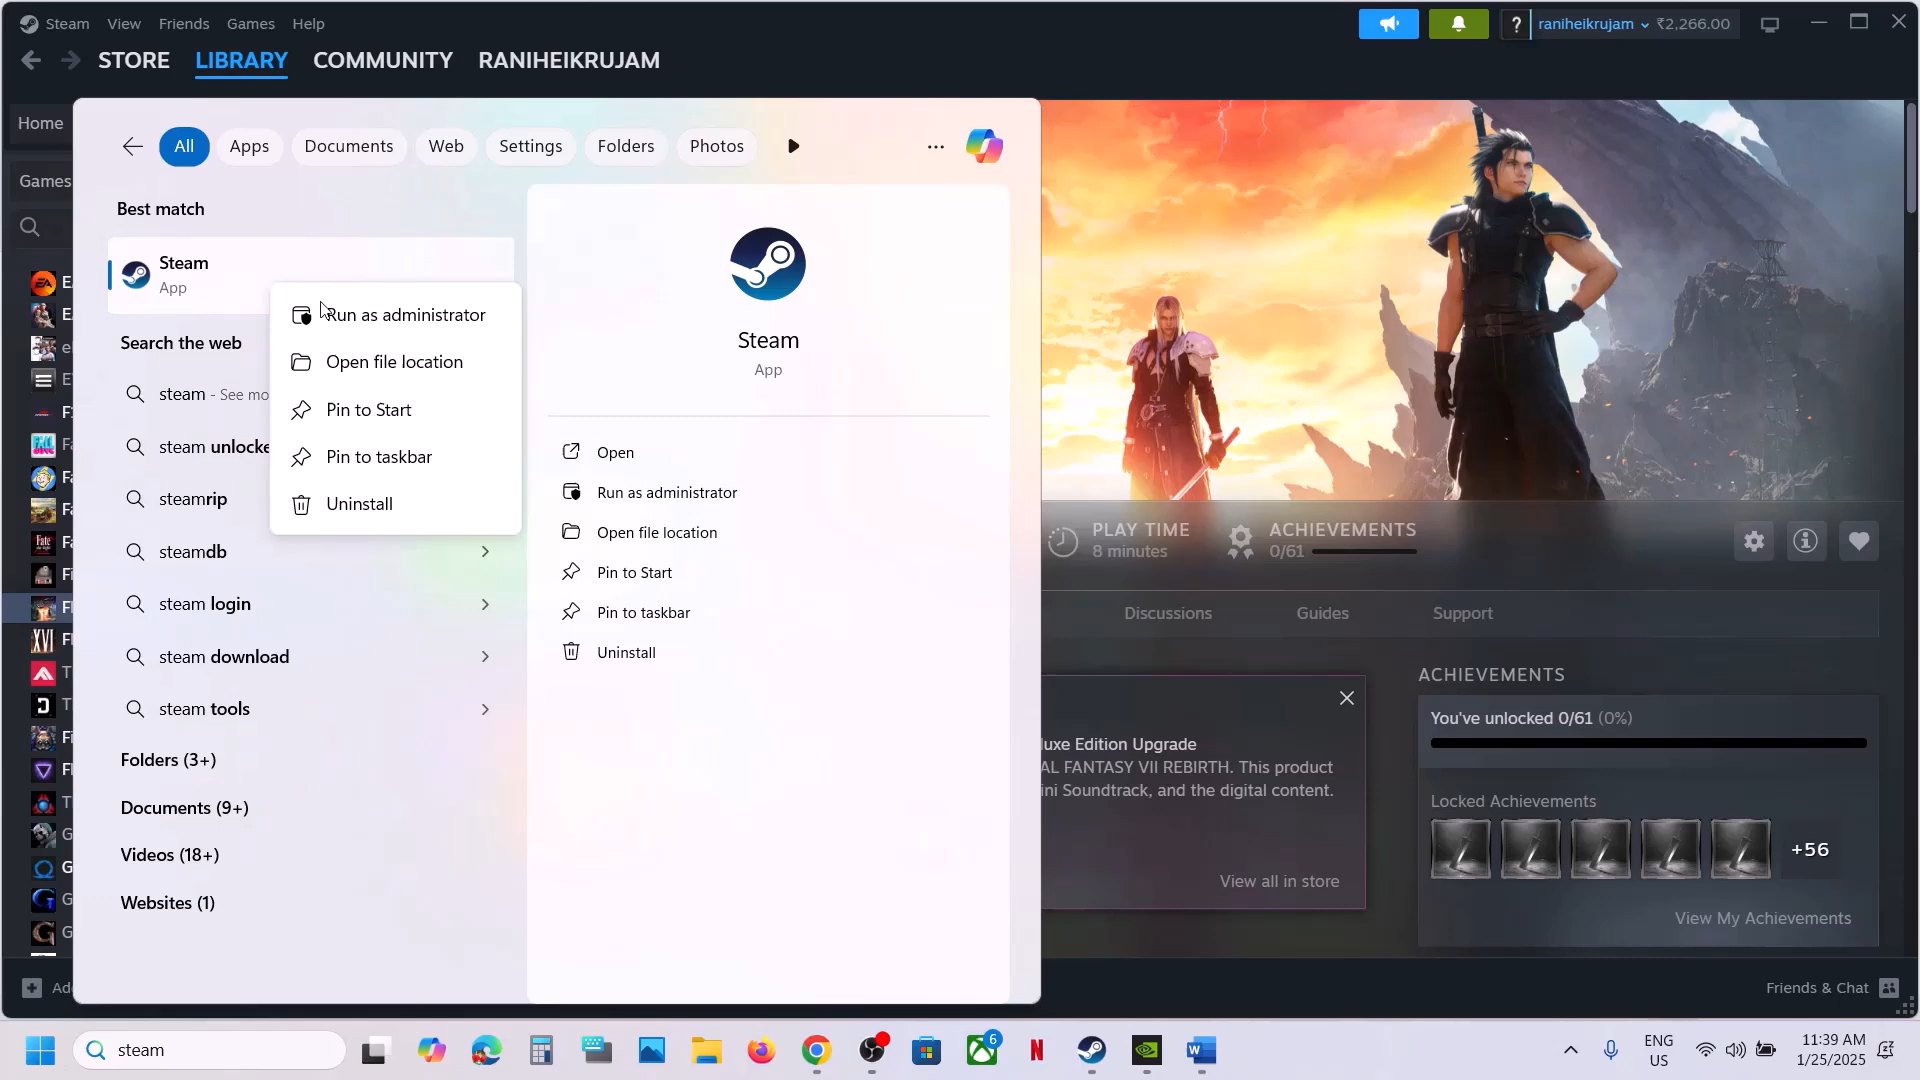 Steam View Friends Games Help
? raniheikrujam ₹2,266.00
STORE LIBRARY COMMUNITY RANIHEIKRUJAM
Home
Games
All Apps Documents Web Settings Folders Photos
Best match
Steam
App
Run as administrator
Open file location
Pin to Start
Pin to taskbar
Uninstall
Search the web
steam - See mo
steam unlocke
steamrip
steamdb
steam login
steam download
steam tools
Folders (3+)
Documents (9+)
Videos (18+)
Websites (1)
Steam
App
Open
Run as administrator
Open file location
Pin to Start
Pin to taskbar
Uninstall
PLAY TIME
8 minutes
ACHIEVEMENTS
0/61
Discussions Guides Support
luxe Edition Upgrade
AL FANTASY VII REBIRTH. This product
ini Soundtrack, and the digital content.
View all in store
ACHIEVEMENTS
You've unlocked 0/61 (0%)
Locked Achievements
+56
View My Achievements
Friends & Chat
steam
6
ENG
US
11:39 AM
1/25/2025